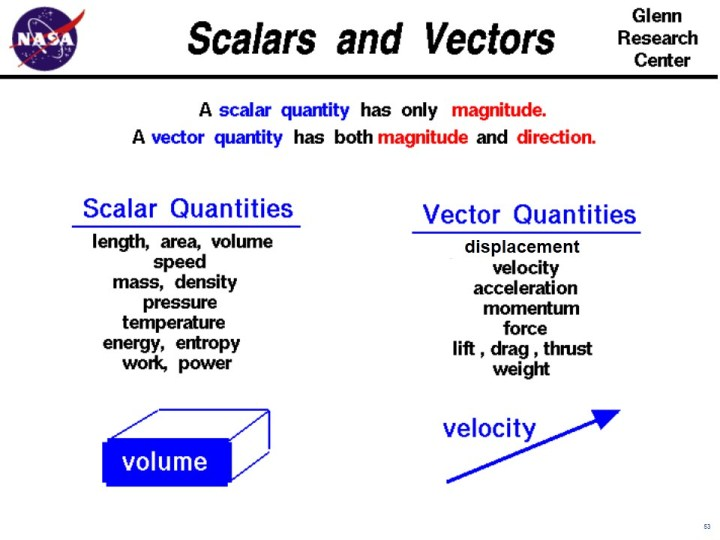 NASA
Scalars and Vectors
Glenn
Research
Center
A scalar quantity has only magnitude.
A vector quantity has both magnitude and direction.
Scalar Quantities
length, area, volume
speed
mass, density
pressure
temperature
energy, entropy
work, power
volume
Vector Quantities
displacement
velocity
acceleration
momentum
force
lift , drag , thrust
weight
velocity
53